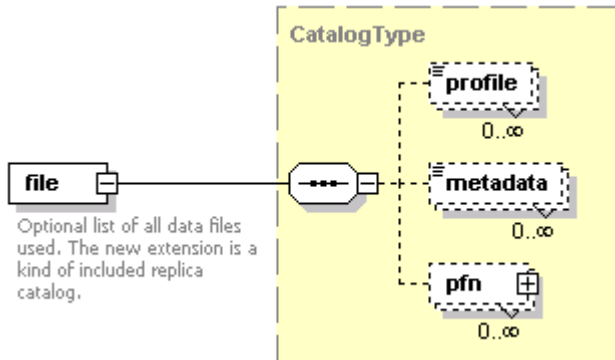 CatalogType
profile
0..∞
file
metadata
0..∞
Optional list of all data files
used. The new extension is a
kind of included replica
catalog.
pfn
0..∞